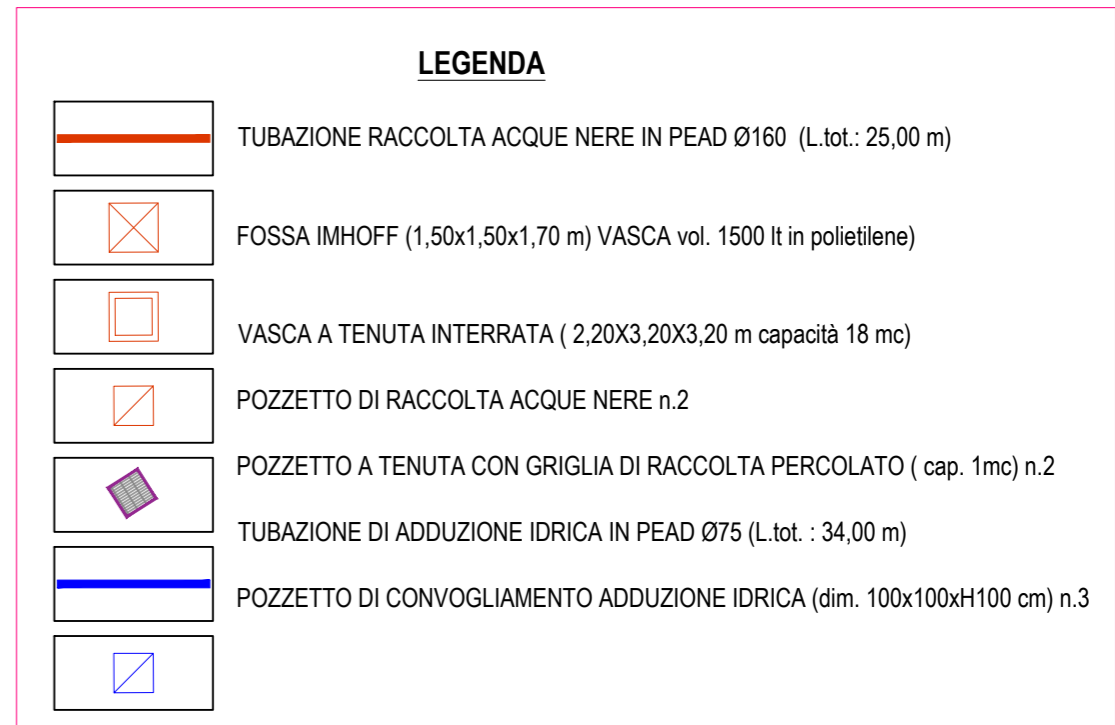 LEGENDA
TUBAZIONE RACCOLTA ACQUE NERE IN PEAD Ø160 (L.tot.: 25,00 m)
FOSSA IMHOFF (1,50x1,50x1,70 m) VASCA vol. 1500 lt in polietilene)
VASCA A TENUTA INTERRATA ( 2,20X3,20X3,20 m capacità 18 mc)
POZZETTO DI RACCOLTA ACQUE NERE n.2
POZZETTO A TENUTA CON GRIGLIA DI RACCOLTA PERCOLATO ( cap. 1mc) n.2
TUBAZIONE DI ADDUZIONE IDRICA IN PEAD Ø75 (L.tot. : 34,00 m)
POZZETTO DI CONVOGLIAMENTO ADDUZIONE IDRICA (dim. 100x100xH100 cm) n.3